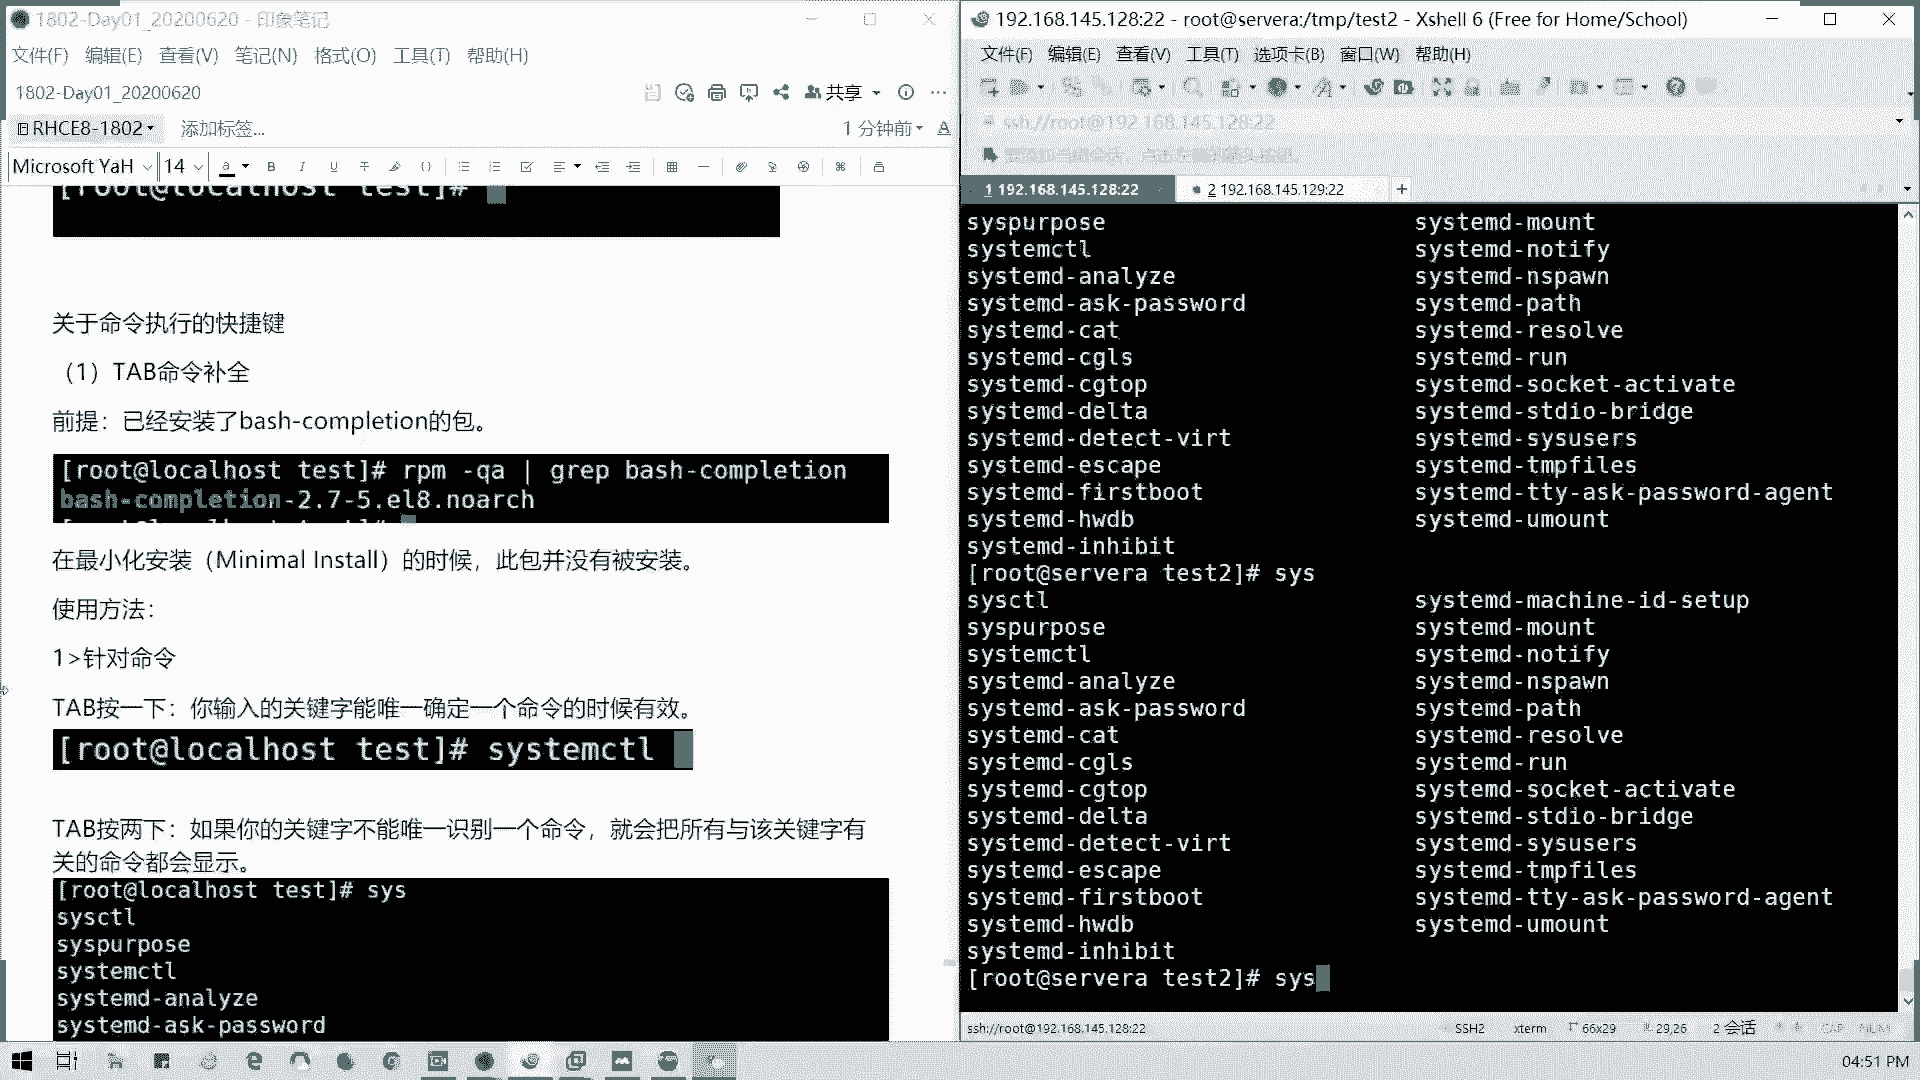 1802-Day01_20200620 - 印象笔记
文件(F) 编辑(E) 查看(V) 笔记(N) 格式(O) 工具(T) 帮助(H)
1802-Day01_20200620
共享
RHCE8-1802
添加标签...
1 分钟前
Microsoft YaH 14
[root@localhost test]#
关于命令执行的快捷键
（1）TAB命令补全
前提：已经安装了bash-completion的包。
[root@localhost test]# rpm -qa | grep bash-completion
bash-completion-2.7-5.el8.noarch
在最小化安装（Minimal Install）的时候，此包并没有被安装。
使用方法：
1>针对命令
TAB按一下：你输入的关键字能唯一确定一个命令的时候有效。
[root@localhost test]# systemctl
TAB按两下：如果你的关键字不能唯一识别一个命令，就会把所有与该关键字有
关的命令都会显示。
[root@localhost test]# sys
sysctl
syspurpose
systemctl
systemd-analyze
systemd-ask-password
192.168.145.128:22 - root@servera:/tmp/test2 - Xshell 6 (Free for Home/School)
文件(F) 编辑(E) 查看(V) 工具(T) 选项卡(B) 窗口(W) 帮助(H)
ssh://root@192.168.145.128:22
1 192.168.145.128:22
2 192.168.145.129:22
syspurpose systemd-mount
systemctl systemd-notify
systemd-analyze systemd-nspawn
systemd-ask-password systemd-path
systemd-cat systemd-resolve
systemd-cgls systemd-run
systemd-cgtop systemd-socket-activate
systemd-delta systemd-stdio-bridge
systemd-detect-virt systemd-sysusers
systemd-escape systemd-tmpfiles
systemd-firstboot systemd-tty-ask-password-agent
systemd-hwdb systemd-umount
systemd-inhibit
[root@servera test2]# sys
sysctl systemd-machine-id-setup
syspurpose systemd-mount
systemctl systemd-notify
systemd-analyze systemd-nspawn
systemd-ask-password systemd-path
systemd-cat systemd-resolve
systemd-cgls systemd-run
systemd-cgtop systemd-socket-activate
systemd-delta systemd-stdio-bridge
systemd-detect-virt systemd-sysusers
systemd-escape systemd-tmpfiles
systemd-firstboot systemd-tty-ask-password-agent
systemd-hwdb systemd-umount
systemd-inhibit
[root@servera test2]# sys
ssh://root@192.168.145.128:22 SSH2 xterm 66x29 29,26 2 会话 CAP NUM
04:51 PM